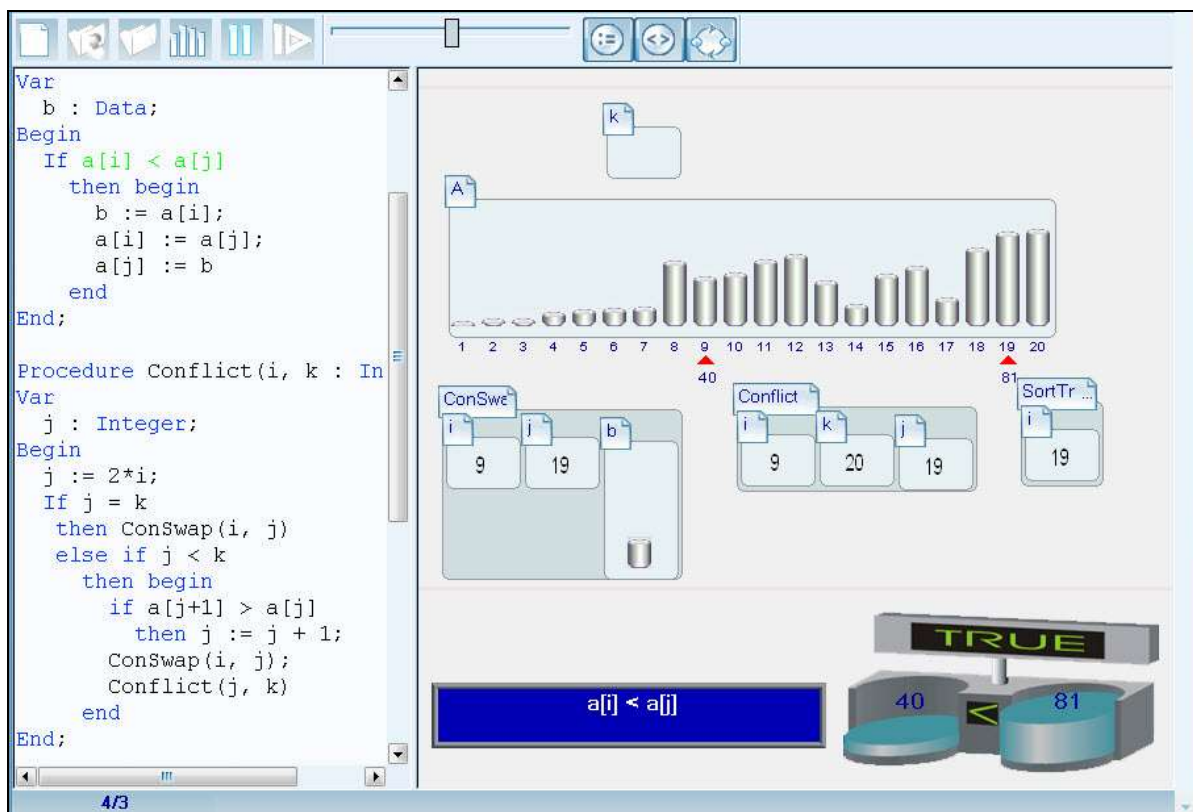 Var
b : Data;
Begin
If a[i] < a[j]
then begin
b := a[i];
a[i] := a[j];
a[j] := b
end
End;
Procedure Conflict(i, k : In
Var
j : Integer;
Begin
j := 2*i;
If j = k
then ConSwap(i, j)
else if j < k
then begin
if a[j+1] > a[j]
then j := j + 1;
ConSwap(i, j);
Conflict(j, k)
end
End;
4/3
:= <>
k
A
1 2 3 4 5 6 7 8 9 10 11 12 13 14 15 16 17 18 19 20
40 81
ConSwa Conflict SortTr ...
i j b i k j i
9 19 9 20 19 19
a[i] < a[j]
TRUE
40 < 81